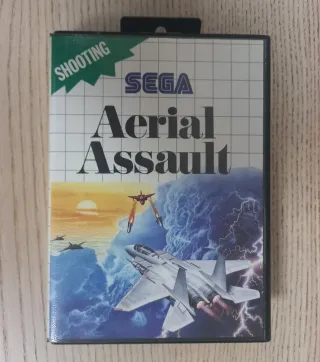 SHOOTING
SEGA
Aerial
Assault